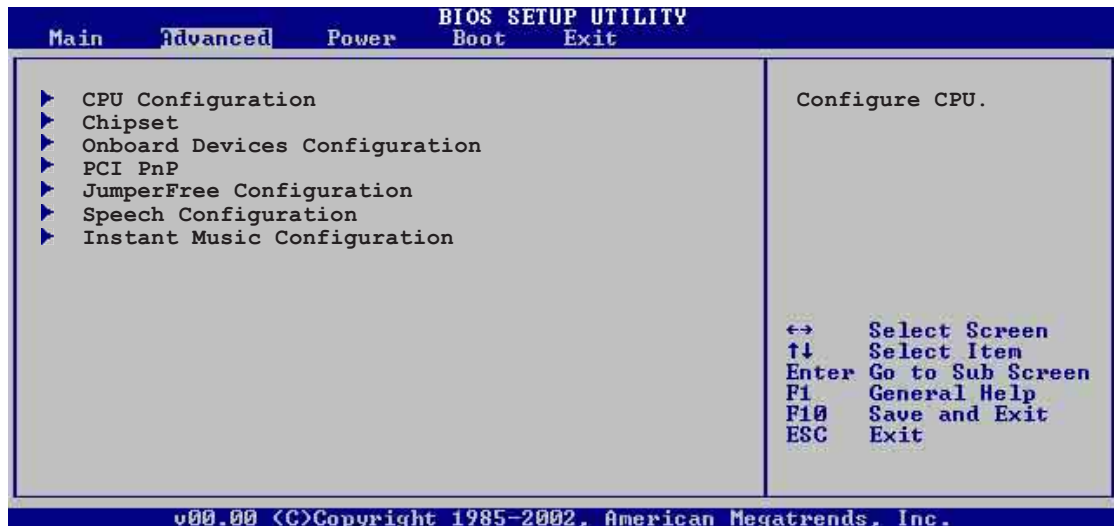 BIOS SETUP UTILITY
Main Advanced Power Boot Exit
CPU Configuration
Chipset
Onboard Devices Configuration
PCI PnP
JumperFree Configuration
Speech Configuration
Instant Music Configuration
Configure CPU.
←→ Select Screen
↑↓ Select Item
Enter Go to Sub Screen
F1 General Help
F10 Save and Exit
ESC Exit
v00.00 (C)Copyright 1985-2002, American Megatrends, Inc.